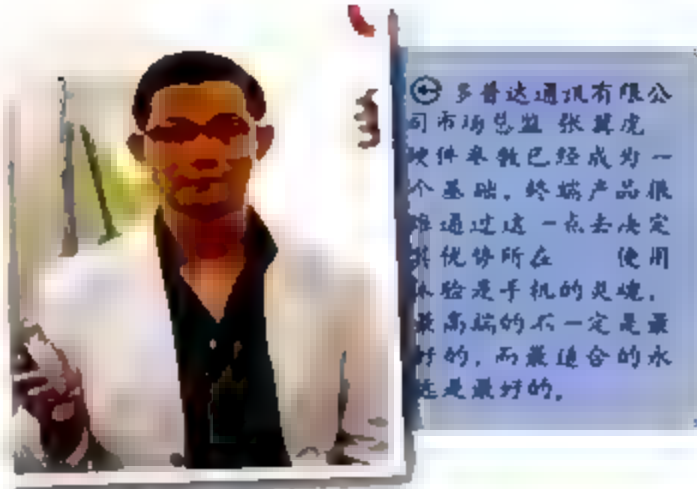 多普达通讯有限公
司市场总监 张翼虎
硬件参数已经成为一
个基础，终端产品很
难通过这一点去决定
其优势所在 使用
体验是手机的灵魂，
最高端的不一定是最
好的，而最适合的永
远是最好的。